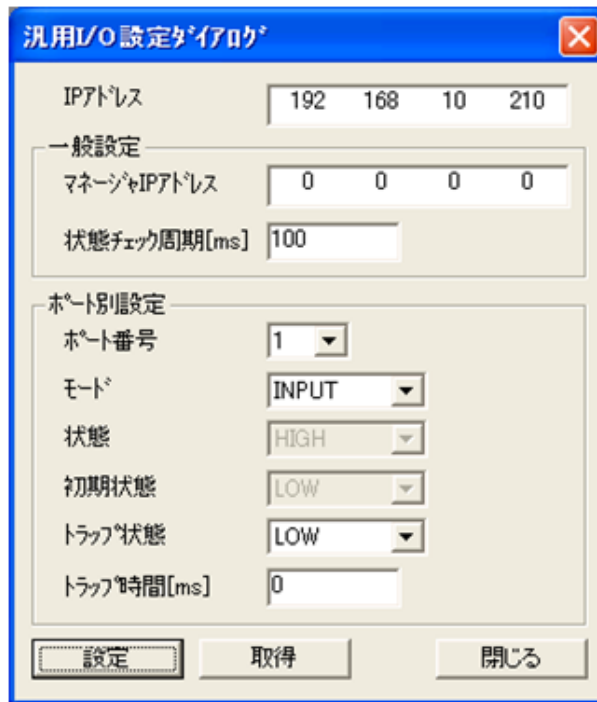 汎用I/O設定ﾀﾞｲｱﾛｸﾞ
IPｱﾄﾞﾚｽ 192 168 10 210
一般設定
ﾏﾈｰｼﾞｬIPｱﾄﾞﾚｽ 0 0 0 0
状態ﾁｪｯｸ周期[ms] 100
ﾎﾟｰﾄ別設定
ﾎﾟｰﾄ番号 1
ﾓｰﾄﾞ INPUT
状態 HIGH
初期状態 LOW
ﾄﾗｯﾌﾟ状態 LOW
ﾄﾗｯﾌﾟ時間[ms] 0
設定 取得 閉じる